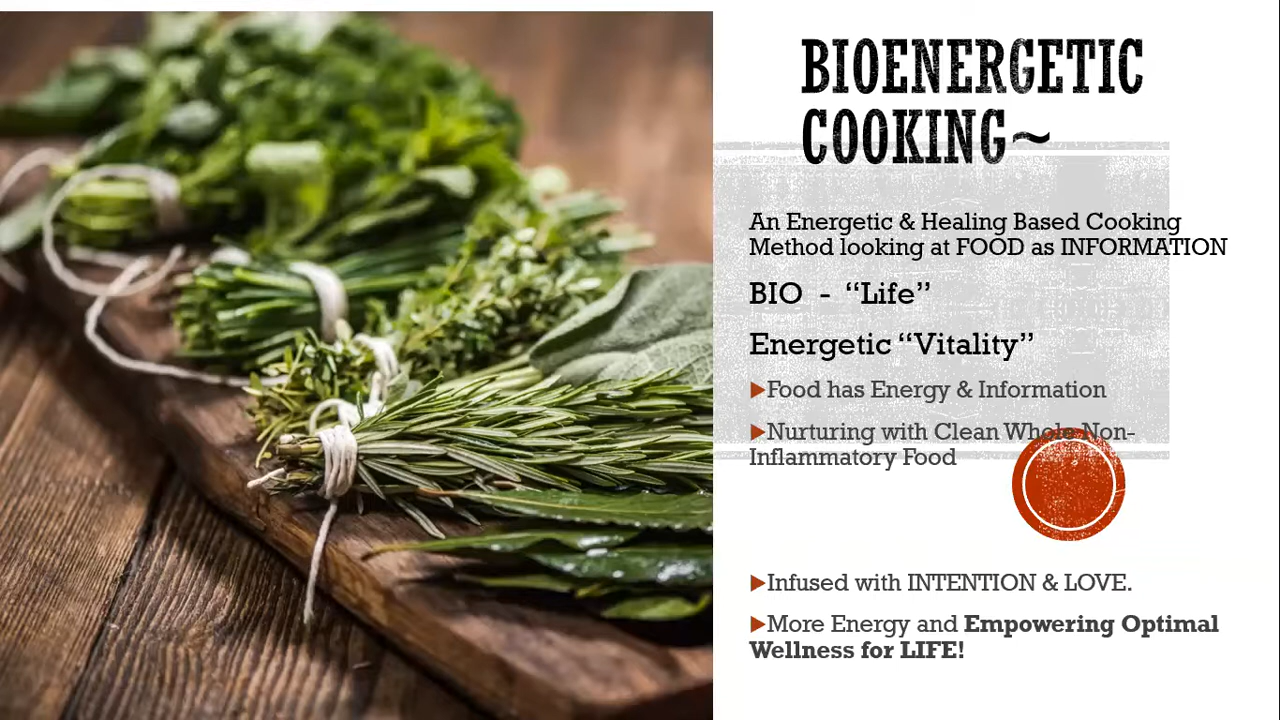 BIOENERGETIC
COOKING~
An Energetic & Healing Based Cooking
Method looking at FOOD as INFORMATION
BIO - “Life”
Energetic “Vitality”
▶Food has Energy & Information
▶Nurturing with Clean Whole Non-
Inflammatory Food
▶Infused with INTENTION & LOVE.
▶More Energy and Empowering Optimal
Wellness for LIFE!